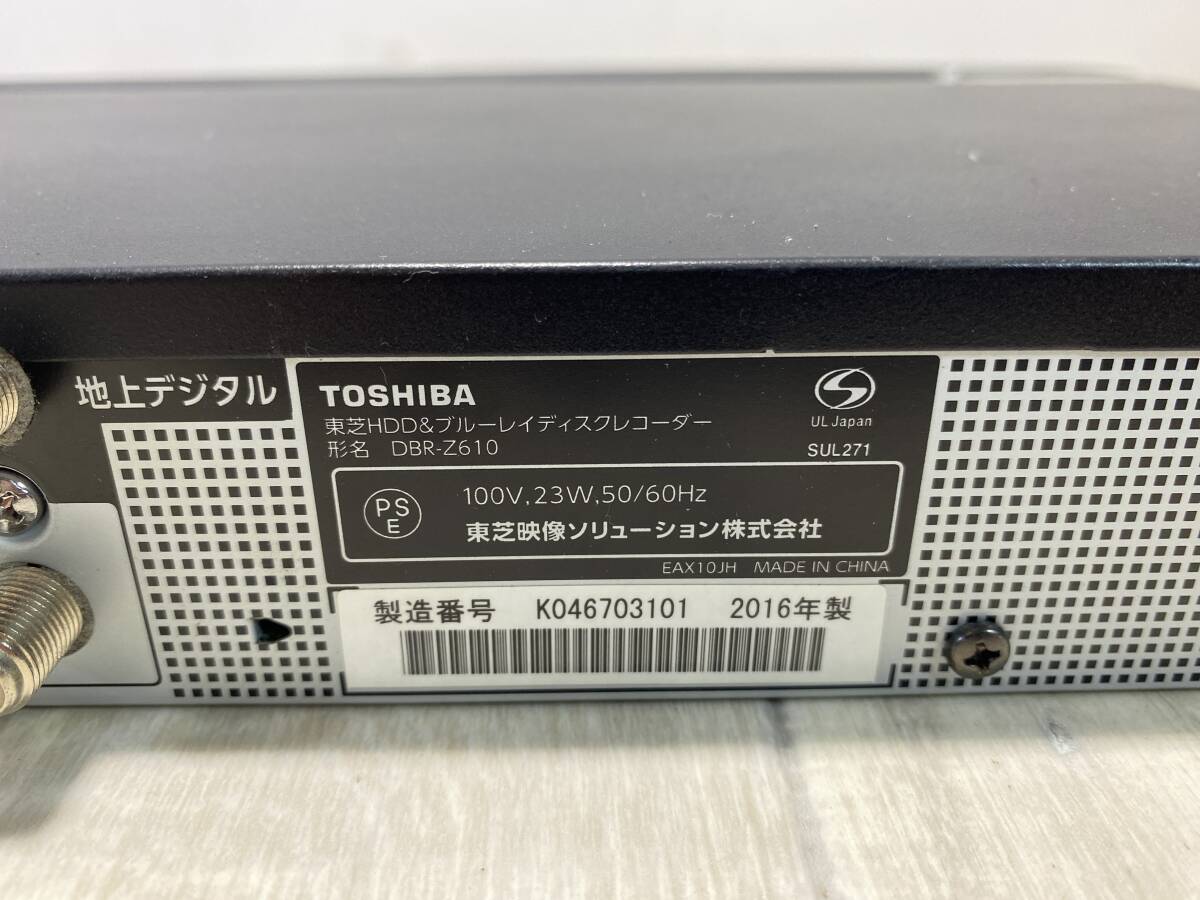 地上デジタル
TOSHIBA
東芝HDD&ブルーレイディスクレコーダー
形名 DBR-Z610
UL Japan
SUL271
PS
E
100V,23W,50/60Hz
東芝映像ソリューション株式会社
EAX10JH MADE IN CHINA
製造番号 K046703101 2016年製